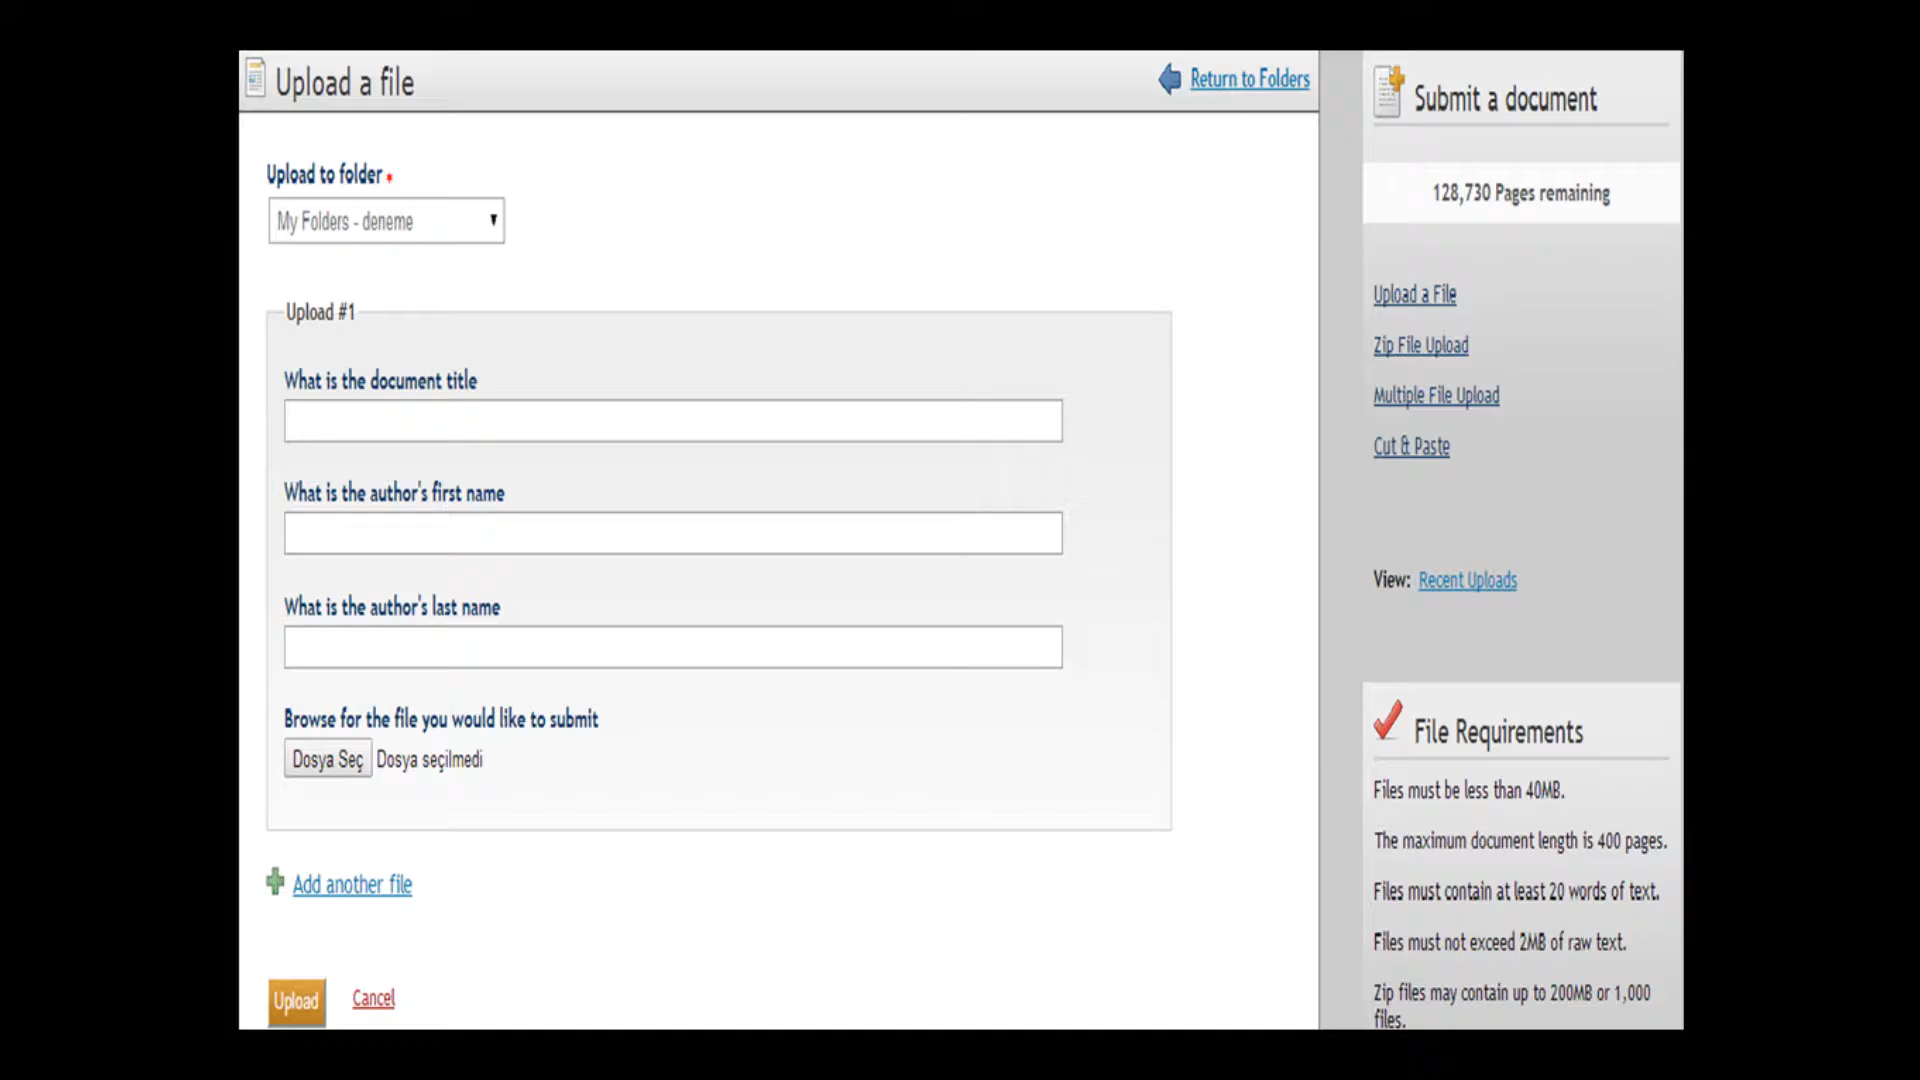 Upload a file
Return to Folders
Upload to folder
My Folders - deneme
Upload #1
What is the document title
What is the author's first name
What is the author's last name
Browse for the file you would like to submit
Dosya Seç Dosya seçilmedi
Add another file
Upload Cancel
Submit a document
128,730 Pages remaining
Upload a File
Zip File Upload
Multiple File Upload
Cut & Paste
View: Recent Uploads
File Requirements
Files must be less than 40MB.
The maximum document length is 400 pages.
Files must contain at least 20 words of text.
Files must not exceed 2MB of raw text.
Zip files may contain up to 200MB or 1,000
files.